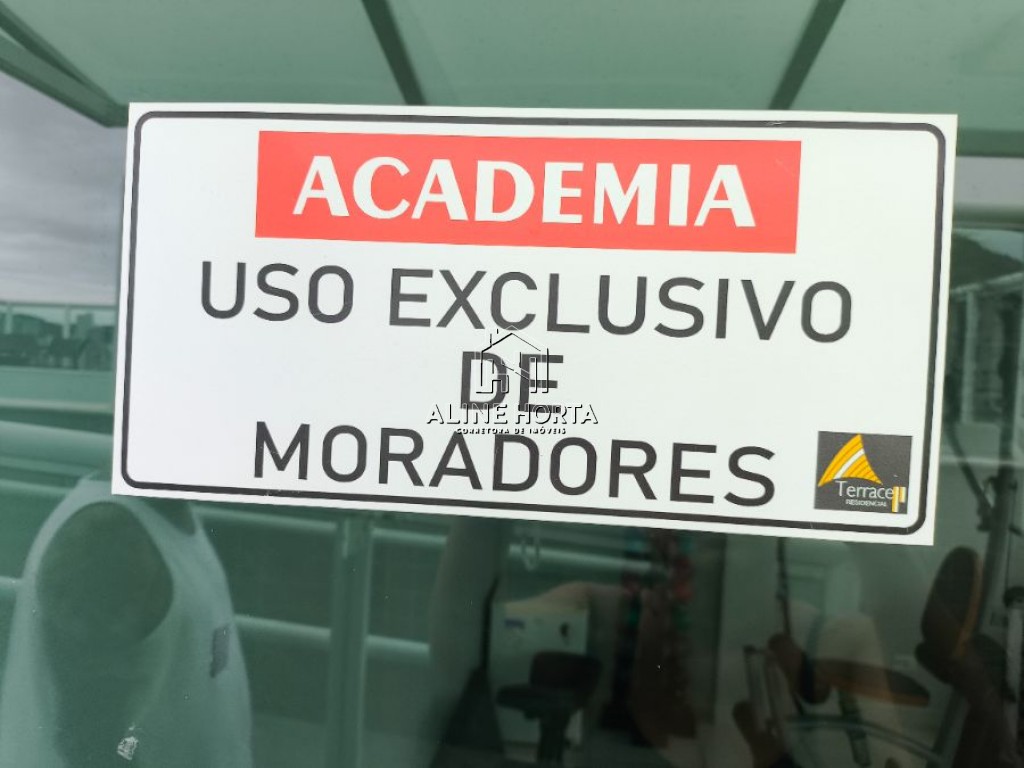 ACADEMIA
USO EXCLUSIVO
DE
ALINE HORTA
CORRETORA DE IMÓVEIS
MORADORES
Terrace
RESIDENCIAL